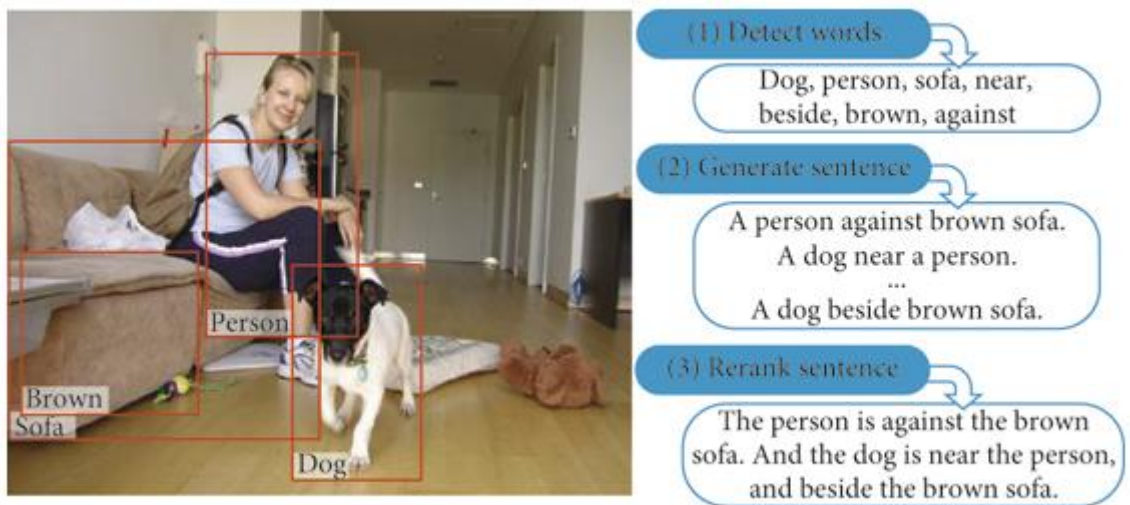 Person
Brown
Sofa
Dog
(1) Detect words
Dog, person, sofa, near,
beside, brown, against
(2) Generate sentence
A person against brown sofa.
A dog near a person.
...
A dog beside brown sofa.
(3) Rerank sentence
The person is against the brown
sofa. And the dog is near the person,
and beside the brown sofa.